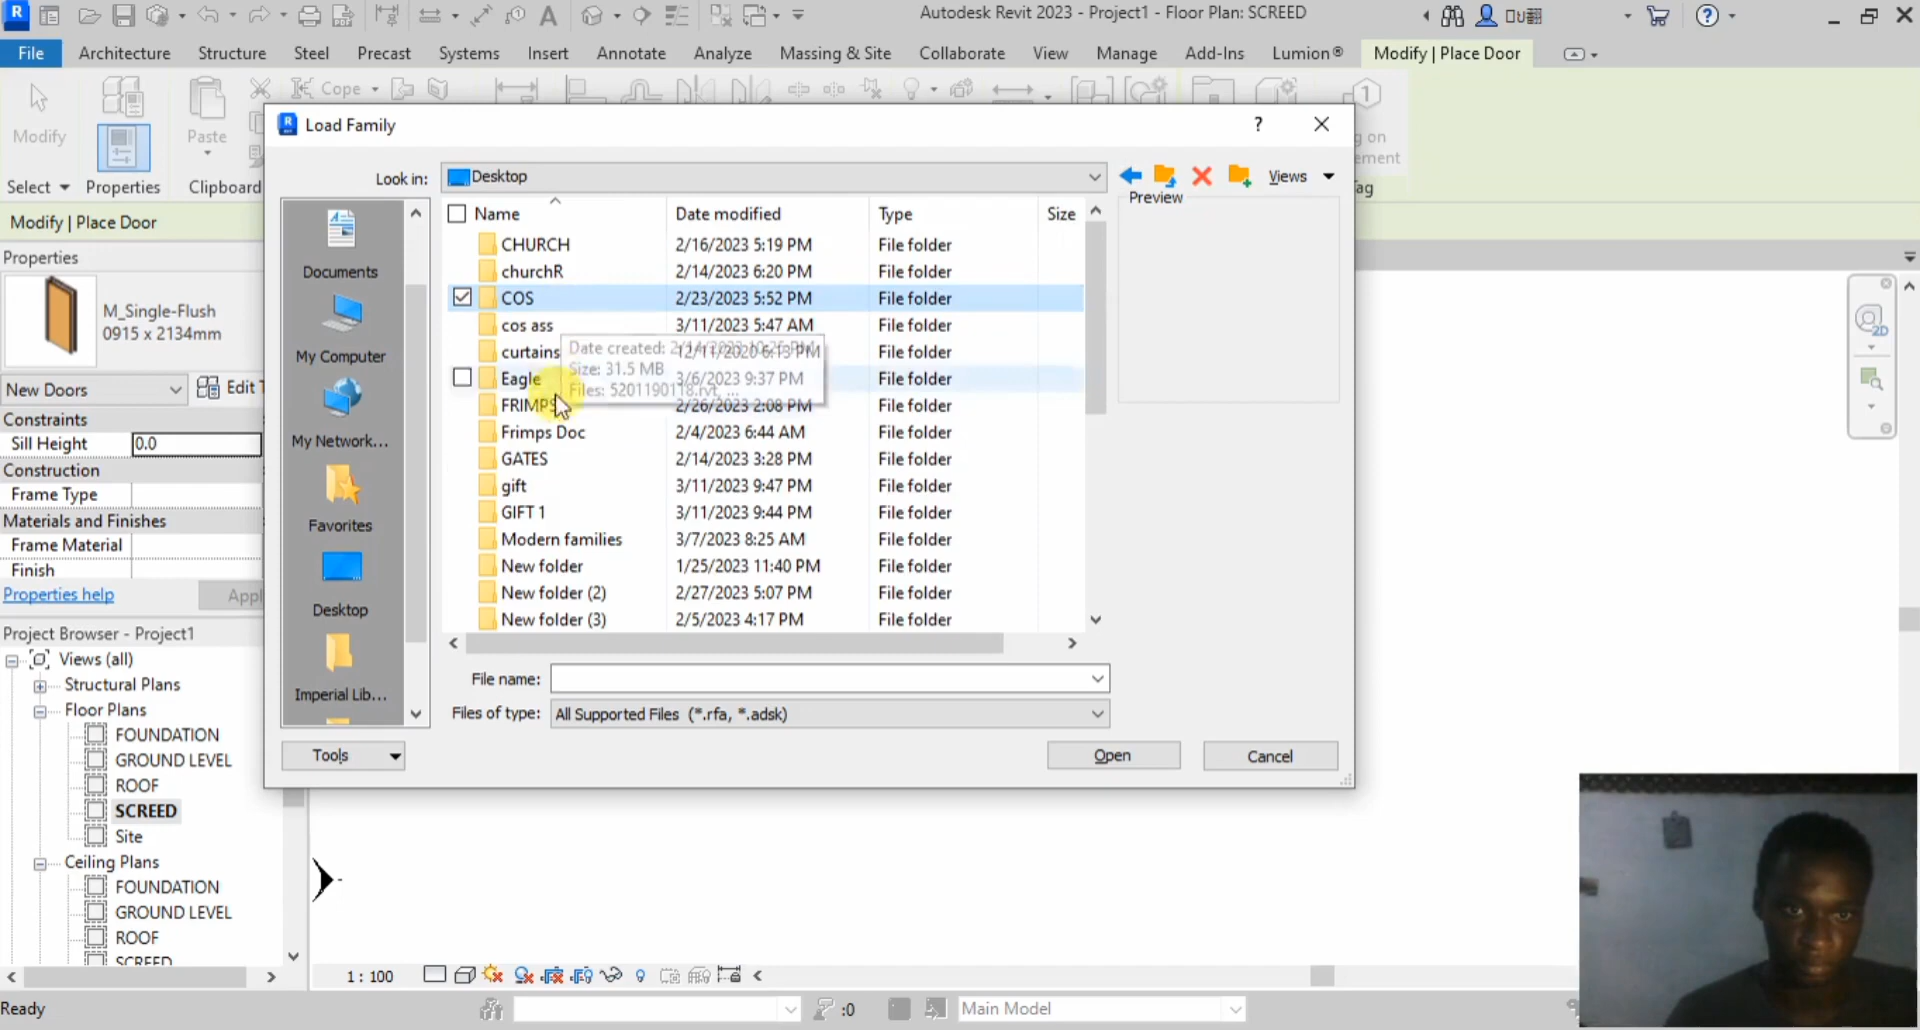 Autodesk Revit 2023 - Project1 - Floor Plan: SCREED
File Architecture Structure Steel Precast Systems Insert Annotate Analyze Massing & Site Collaborate View Manage Add-Ins Lumion® Modify | Place Door
Modify
Paste
Cope
Select Properties Clipboard
Modify | Place Door
Properties
M_Single-Flush
0915 x 2134mm
New Doors
Constraints
Sill Height 0.0
Construction
Frame Type
Materials and Finishes
Frame Material
Finish
Properties help
Project Browser - Project1
Views (all)
Structural Plans
Floor Plans
FOUNDATION
GROUND LEVEL
ROOF
SCREED
Site
Ceiling Plans
FOUNDATION
GROUND LEVEL
ROOF
SCREED
Ready
Load Family
?
Look in: Desktop
Views
Preview
Documents
My Computer
My Network...
Favorites
Desktop
Imperial Lib...
Name Date modified Type Size
CHURCH 2/16/2023 5:19 PM File folder
churchR 2/14/2023 6:20 PM File folder
COS 2/23/2023 5:52 PM File folder
cos ass 3/11/2023 5:47 AM File folder
curtains 12/11/2020 6:13 PM File folder
Eagle 3/6/2023 9:37 PM File folder
FRIMPS 2/26/2023 2:08 PM File folder
Frimps Doc 2/4/2023 6:44 AM File folder
GATES 2/14/2023 3:28 PM File folder
gift 3/11/2023 9:47 PM File folder
GIFT 1 3/11/2023 9:44 PM File folder
Modern families 3/7/2023 8:25 AM File folder
New folder 1/25/2023 11:40 PM File folder
New folder (2) 2/27/2023 5:07 PM File folder
New folder (3) 2/5/2023 4:17 PM File folder
Date created:
Size: 31.5 MB
Files: 5201190118.rvt, ...
File name:
Files of type: All Supported Files (*.rfa, *.adsk)
Tools
Open
Cancel
1 : 100
:0
Main Model
2D